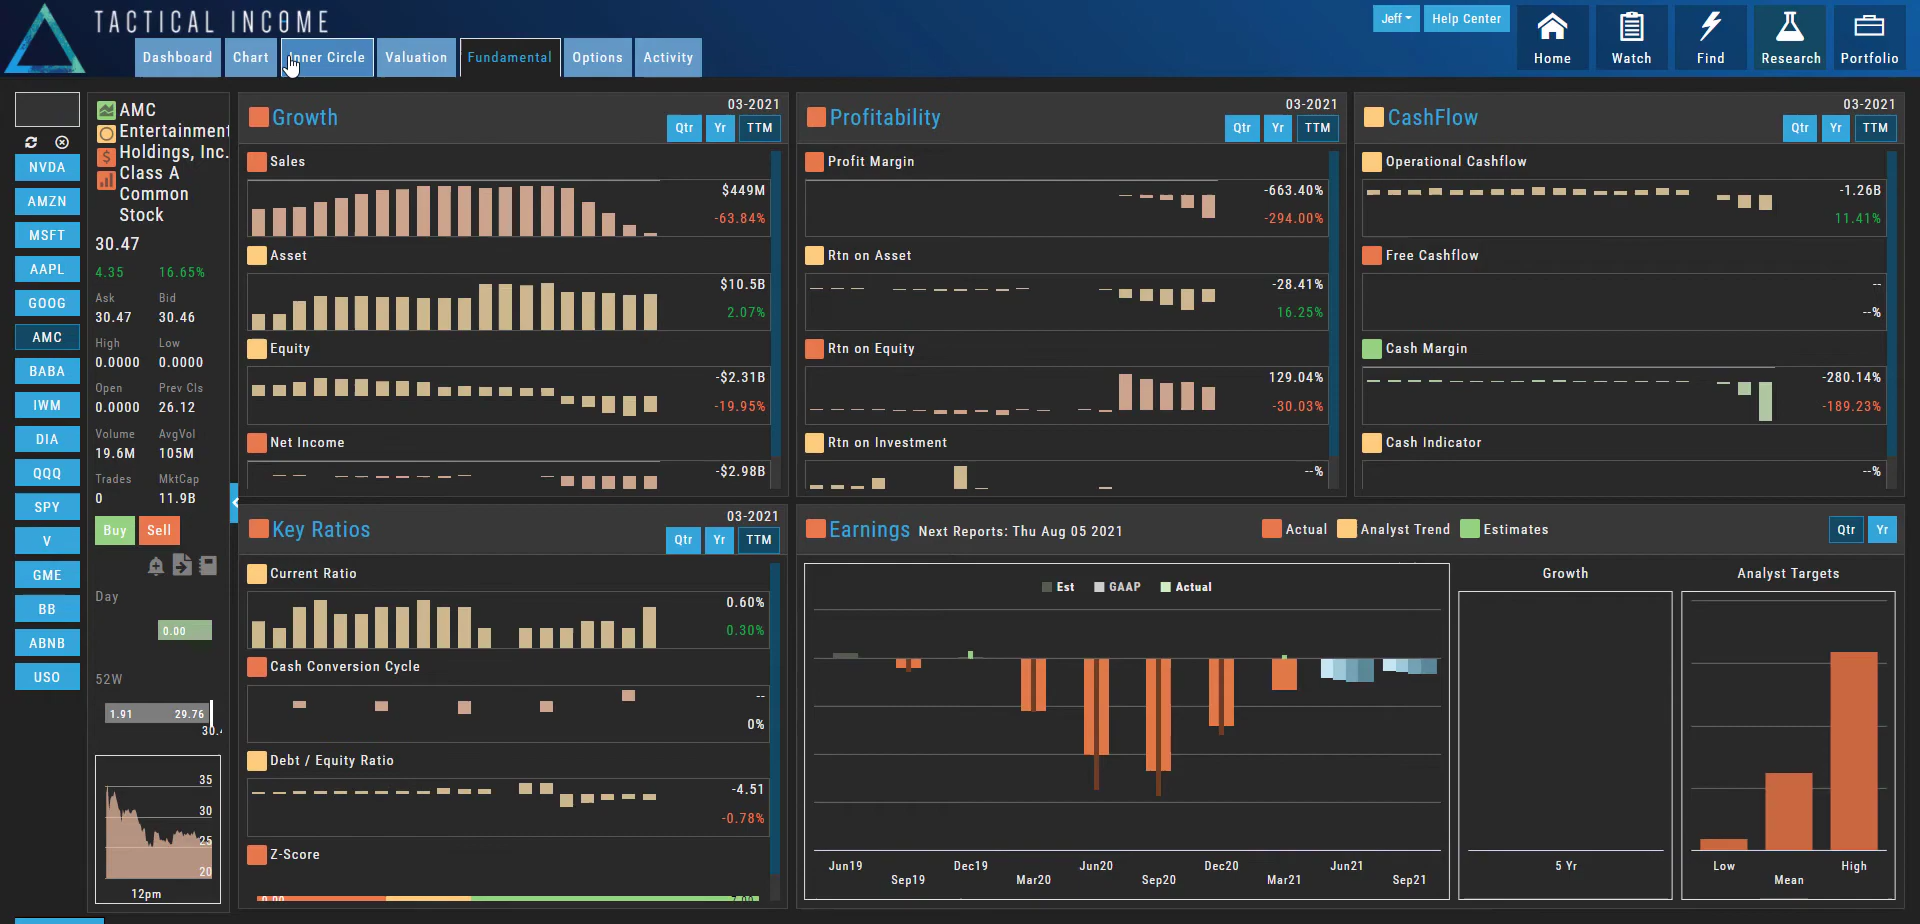 TACTICAL INCOME
Jeff
Help Center
Dashboard
Chart
Inner Circle
Valuation
Fundamental
Options
Activity
Home
Watch
Find
Research
Portfolio
NVDA
AMZN
MSFT
AAPL
GOOG
AMC
BABA
IWM
DIA
QQQ
SPY
V
GME
BB
ABNB
USO
AMC
Entertainment
Holdings, Inc.
Class A
Common
Stock
30.47
4.35 16.65%
Ask Bid
30.47 30.46
High Low
0.0000 0.0000
Open Prev Cls
0.0000 26.12
Volume AvgVol
19.6M 105M
Trades MktCap
0 11.9B
Buy Sell
Day
0.00
52W
1.91 29.76
35
30
25
20
12pm
Growth
03-2021
Qtr Yr TTM
Sales
$449M
-63.84%
Asset
$10.5B
2.07%
Equity
-$2.31B
-19.95%
Net Income
-$2.98B
Profitability
03-2021
Qtr Yr TTM
Profit Margin
-663.40%
-294.00%
Rtn on Asset
-28.41%
16.25%
Rtn on Equity
129.04%
-30.03%
Rtn on Investment
--%
CashFlow
03-2021
Qtr Yr TTM
Operational Cashflow
-1.26B
11.41%
Free Cashflow
--
--%
Cash Margin
-280.14%
-189.23%
Cash Indicator
--%
Key Ratios
03-2021
Qtr Yr TTM
Current Ratio
0.60%
0.30%
Cash Conversion Cycle
--
0%
Debt / Equity Ratio
-4.51
-0.78%
Z-Score
Earnings Next Reports: Thu Aug 05 2021
Actual Analyst Trend Estimates
Qtr Yr
Est GAAP Actual
Jun19 Sep19 Dec19 Mar20 Jun20 Sep20 Dec20 Mar21 Jun21 Sep21
Growth
5 Yr
Analyst Targets
Low Mean High